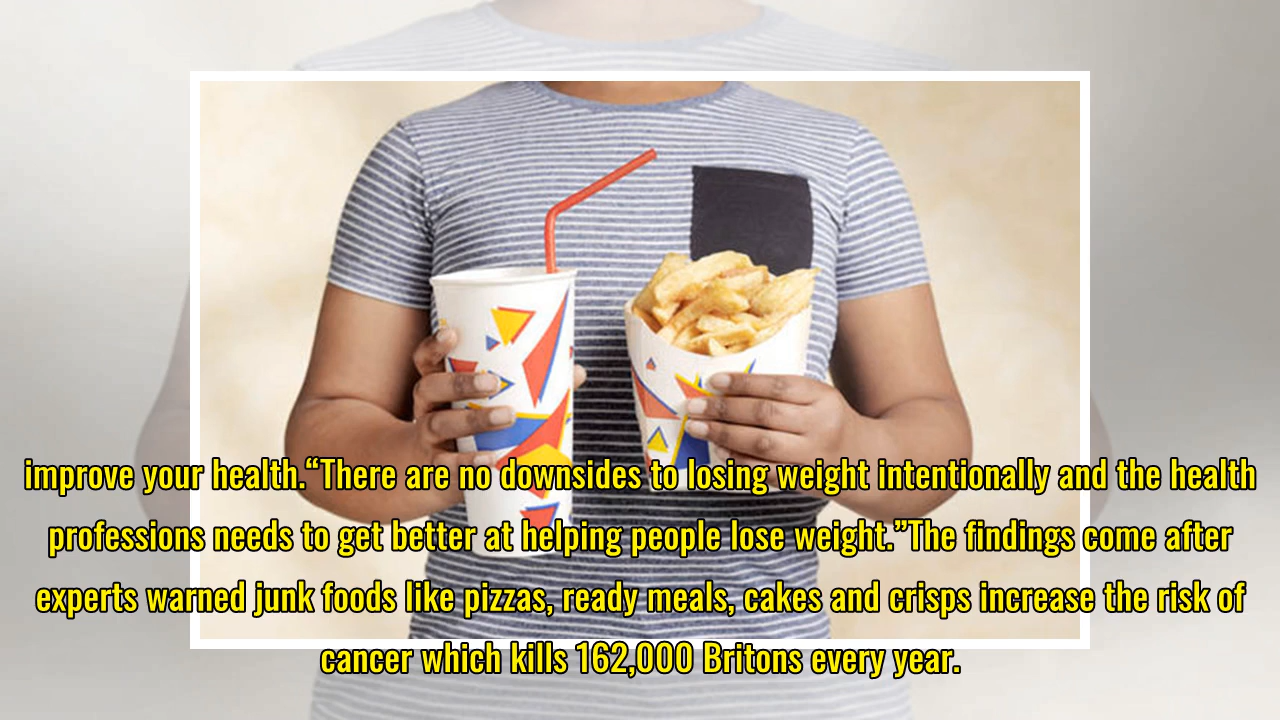 improve your health.“There are no downsides to losing weight intentionally and the health
professions needs to get better at helping people lose weight.”The findings come after
experts warned junk foods like pizzas, ready meals, cakes and crisps increase the risk of
cancer which kills 162,000 Britons every year.